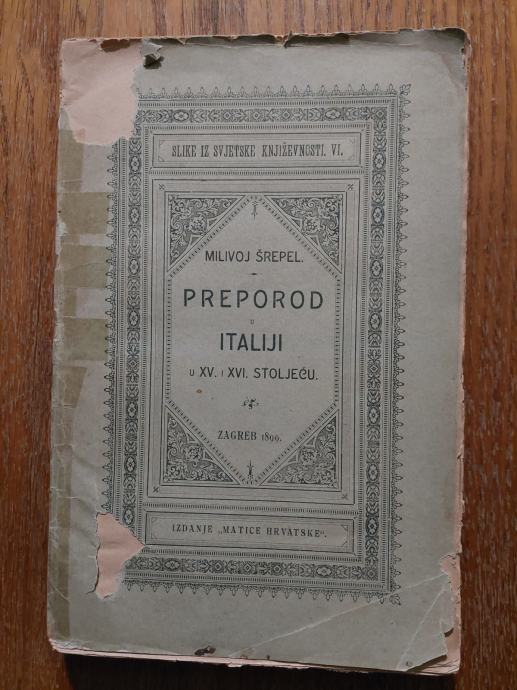 SLIKE IZ SVJETSKE KNJIŽEVNOSTI. VI.
MILIVOJ ŠREPEL.
PREPOROD
U
ITALIJI
U XV. I XVI. STOLJEĆU.
ZAGREB 1899.
IZDANJE „MATICE HRVATSKE“.